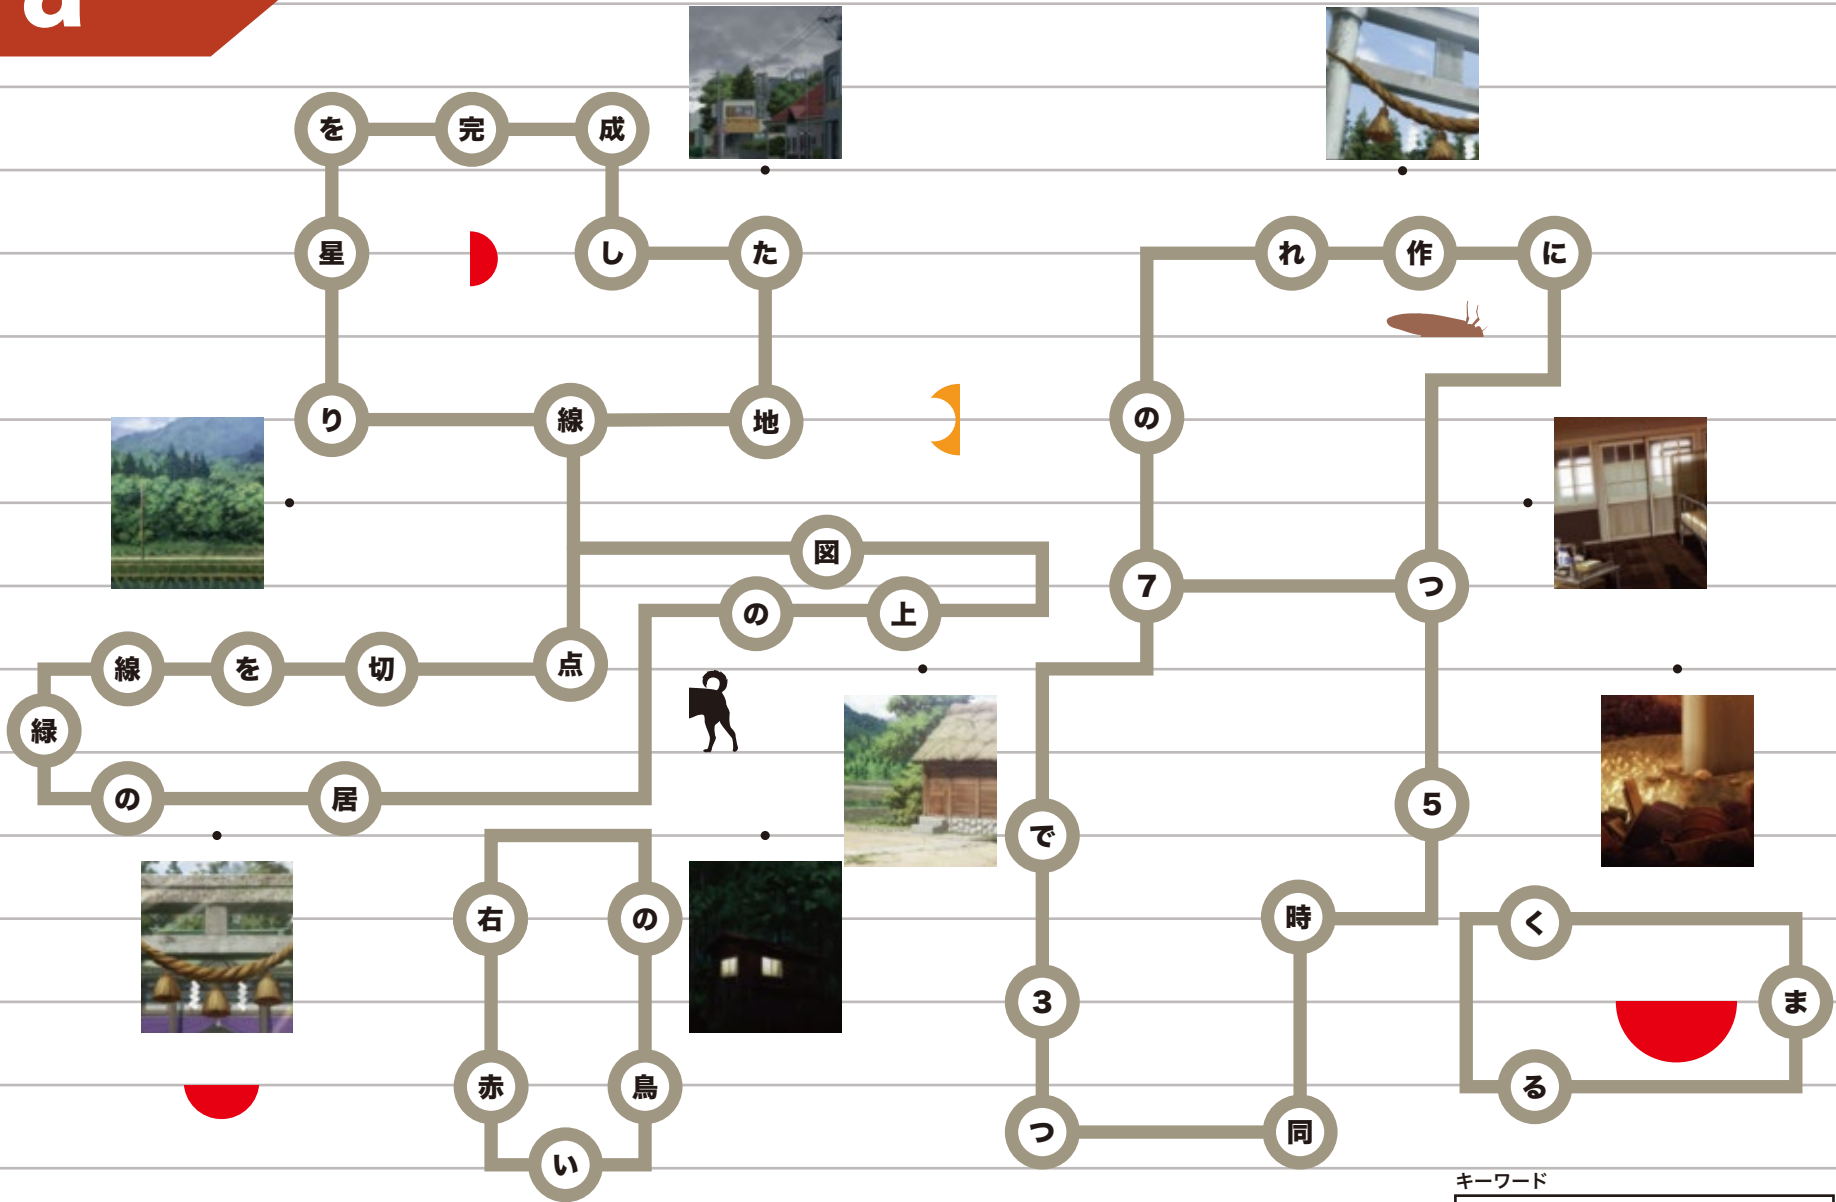 a
を 完 成
星 し た
れ 作 に
り 線 地
の
図
7 つ
の 上
線 を 切 点
緑
の 居
5
で
右 の
時
く
3
ま
赤 鳥
る
つ 同
い
キーワード